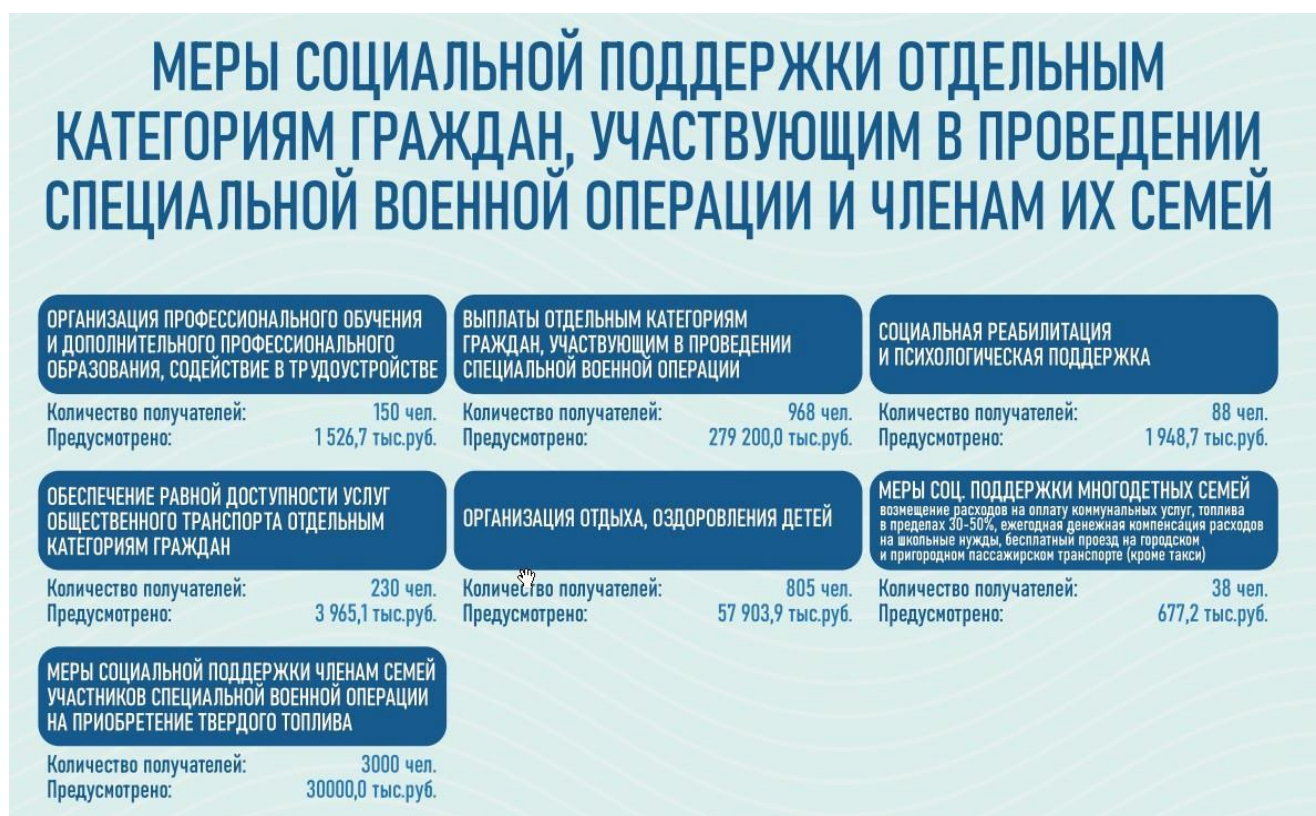 МЕРЫ СОЦИАЛЬНОЙ ПОДДЕРЖКИ ОТДЕЛЬНЫМ
КАТЕГОРИЯМ ГРАЖДАН, УЧАСТВУЮЩИМ В ПРОВЕДЕНИИ
СПЕЦИАЛЬНОЙ ВОЕННОЙ ОПЕРАЦИИ И ЧЛЕНАМ ИХ СЕМЕЙ
ОРГАНИЗАЦИЯ ПРОФЕССИОНАЛЬНОГО ОБУЧЕНИЯ
И ДОПОЛНИТЕЛЬНОГО ПРОФЕССИОНАЛЬНОГО
ОБРАЗОВАНИЯ, СОДЕЙСТВИЕ В ТРУДОУСТРОЙСТВЕ
Количество получателей: 150 чел.
Предусмотрено: 1 526,7 тыс.руб.
ВЫПЛАТЫ ОТДЕЛЬНЫМ КАТЕГОРИЯМ
ГРАЖДАН, УЧАСТВУЮЩИМ В ПРОВЕДЕНИИ
СПЕЦИАЛЬНОЙ ВОЕННОЙ ОПЕРАЦИИ
Количество получателей: 968 чел.
Предусмотрено: 279 200,0 тыс.руб.
СОЦИАЛЬНАЯ РЕАБИЛИТАЦИЯ
И ПСИХОЛОГИЧЕСКАЯ ПОДДЕРЖКА
Количество получателей: 88 чел.
Предусмотрено: 1 948,7 тыс.руб.
ОБЕСПЕЧЕНИЕ РАВНОЙ ДОСТУПНОСТИ УСЛУГ
ОБЩЕСТВЕННОГО ТРАНСПОРТА ОТДЕЛЬНЫМ
КАТЕГОРИЯМ ГРАЖДАН
Количество получателей: 230 чел.
Предусмотрено: 3 965,1 тыс.руб.
ОРГАНИЗАЦИЯ ОТДЫХА, ОЗДОРОВЛЕНИЯ ДЕТЕЙ
Количество получателей: 805 чел.
Предусмотрено: 57 903,9 тыс.руб.
МЕРЫ СОЦ. ПОДДЕРЖКИ МНОГОДЕТНЫХ СЕМЕЙ
возмещение расходов на оплату коммунальных услуг, топлива
в пределах 30-50%, ежегодная денежная компенсация расходов
на школьные нужды, бесплатный проезд на городском
и пригородном пассажирском транспорте (кроме такси)
Количество получателей: 38 чел.
Предусмотрено: 677,2 тыс.руб.
МЕРЫ СОЦИАЛЬНОЙ ПОДДЕРЖКИ ЧЛЕНАМ СЕМЕЙ
УЧАСТНИКОВ СПЕЦИАЛЬНОЙ ВОЕННОЙ ОПЕРАЦИИ
НА ПРИОБРЕТЕНИЕ ТВЕРДОГО ТОПЛИВА
Количество получателей: 3000 чел.
Предусмотрено: 30000,0 тыс.руб.